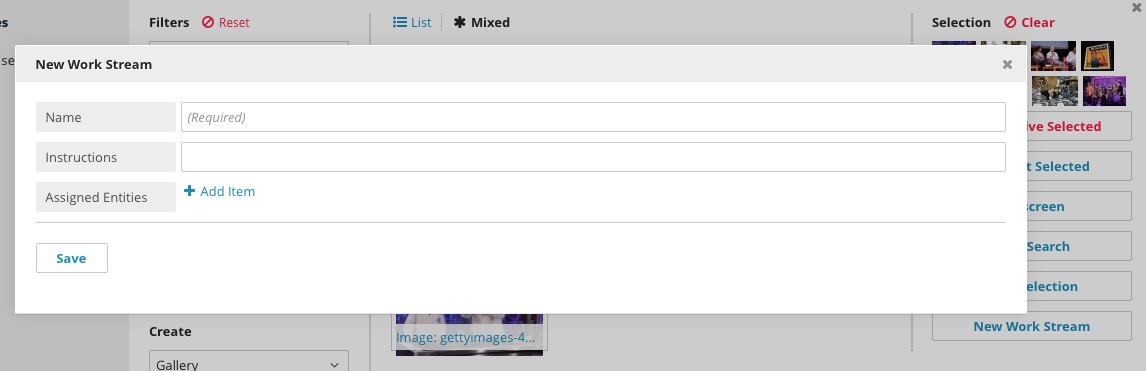 es
Filters Reset
List Mixed
Selection Clear
se
New Work Stream
Name (Required)
Instructions
Assigned Entities Add Item
Save
ive Selected
t Selected
screen
Search
election
New Work Stream
Image: gettyimages-4...
Create
Gallery